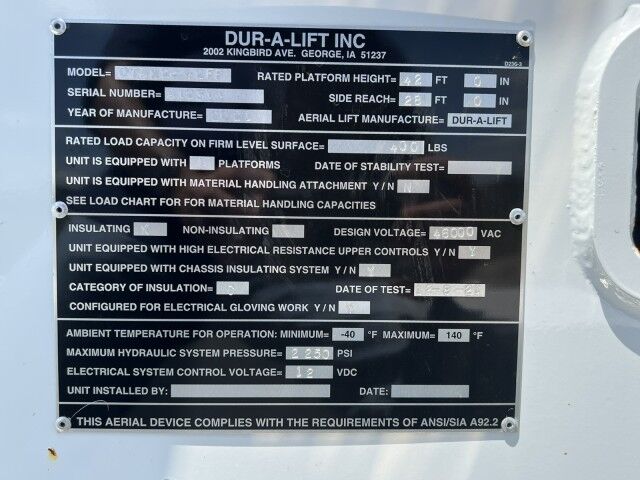 DUR-A-LIFT INC
2002 KINGBIRD AVE. GEORGE, IA 51237
D236-3
MODEL= RATED PLATFORM HEIGHT= 42 FT 0 IN
SERIAL NUMBER= SIDE REACH= 28 FT 0 IN
YEAR OF MANUFACTURE= AERIAL LIFT MANUFACTURE= DUR-A-LIFT
RATED LOAD CAPACITY ON FIRM LEVEL SURFACE= 400 LBS
UNIT IS EQUIPPED WITH PLATFORMS DATE OF STABILITY TEST=
UNIT IS EQUIPPED WITH MATERIAL HANDLING ATTACHMENT Y / N N
SEE LOAD CHART FOR FOR MATERIAL HANDLING CAPACITIES
INSULATING X NON-INSULATING DESIGN VOLTAGE= 46000 VAC
UNIT EQUIPPED WITH HIGH ELECTRICAL RESISTANCE UPPER CONTROLS Y / N Y
UNIT EQUIPPED WITH CHASSIS INSULATING SYSTEM Y / N Y
CATEGORY OF INSULATION= DATE OF TEST=
CONFIGURED FOR ELECTRICAL GLOVING WORK Y / N
AMBIENT TEMPERATURE FOR OPERATION: MINIMUM= -40 °F MAXIMUM= 140 °F
MAXIMUM HYDRAULIC SYSTEM PRESSURE= 2250 PSI
ELECTRICAL SYSTEM CONTROL VOLTAGE= 12 VDC
UNIT INSTALLED BY: DATE:
THIS AERIAL DEVICE COMPLIES WITH THE REQUIREMENTS OF ANSI/SIA A92.2